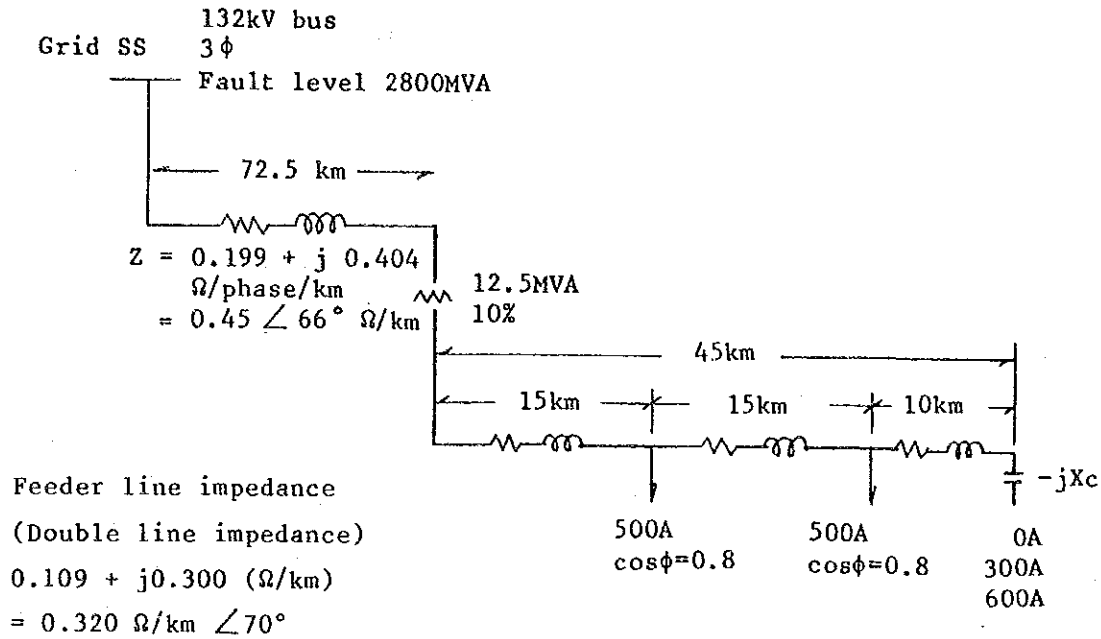 132kV bus
Grid SS
3ϕ
Fault level 2800MVA
72.5 km
Z = 0.199 + j 0.404
Ω/phase/km
= 0.45 ∠ 66° Ω/km
12.5MVA
10%
45km
15km
15km
10km
-jXc
Feeder line impedance
(Double line impedance)
0.109 + j0.300 (Ω/km)
= 0.320 Ω/km ∠70°
500A
cosϕ=0.8
500A
cosϕ=0.8
0A
300A
600A